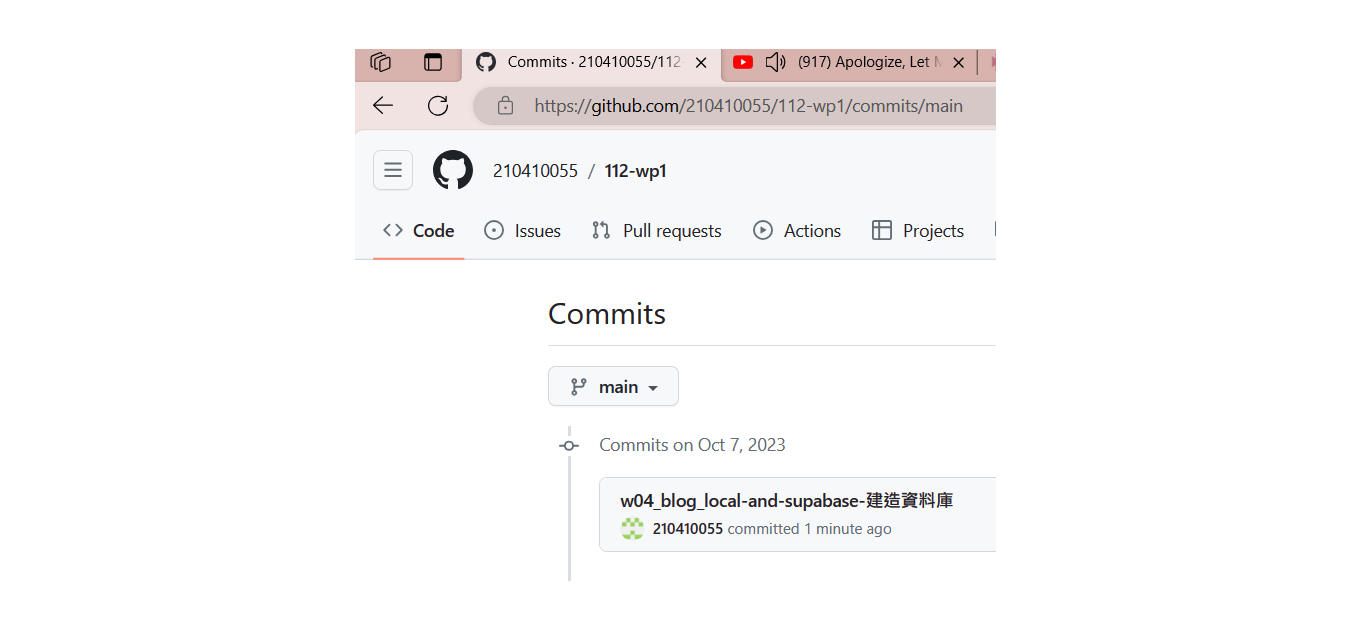 Commits · 210410055/112-
(917) Apologize, Let
https://github.com/210410055/112-wp1/commits/main
210410055 / 112-wp1
Code Issues Pull requests Actions Projects
Commits
main
Commits on Oct 7, 2023
w04_blog_local-and-supabase-建造資料庫
210410055 committed 1 minute ago